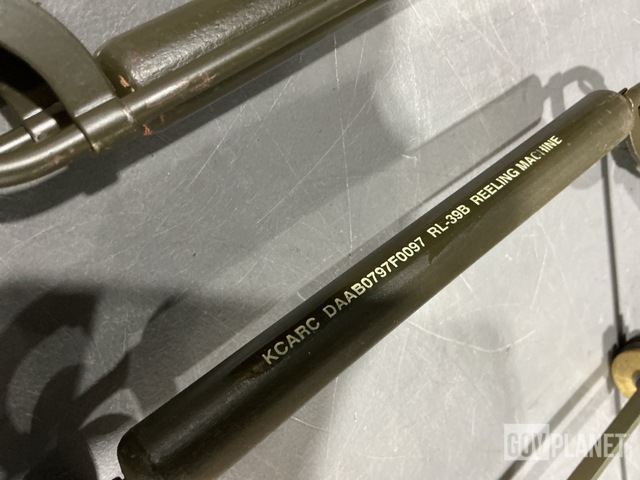 KCARC DAAB0797F0097 RL-39B REELING MACHINE
GOVPLANET